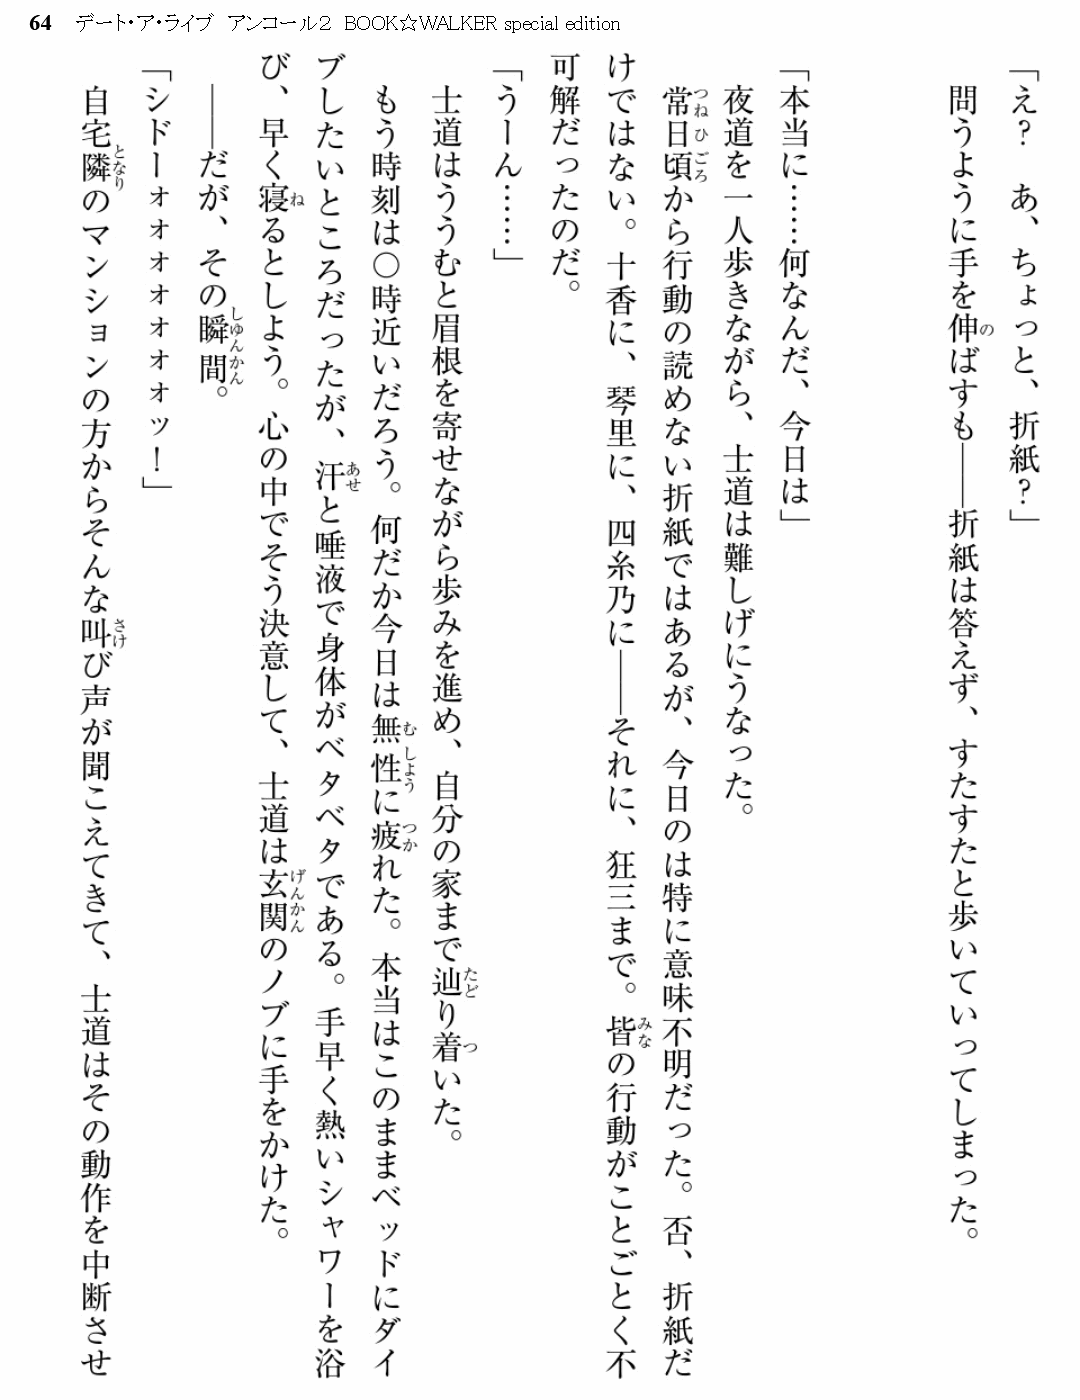 64 デート・ア・ライブ アンコール2 BOOK☆WALKER special edition
「え? あ、ちょっと、折紙?」
問うように手を伸ばすも――折紙は答えず、すたすたと歩いていってしまった。
「本当に……何なんだ、今日は」
夜道を一人歩きながら、士道は難しげにうなった。
常日頃から行動の読めない折紙ではあるが、今日のは特に意味不明だった。否、折紙だ
けではない。十香に、琴里に、四糸乃に――それに、狂三まで。皆の行動がことごとく不
可解だったのだ。
「うーん……」
士道はううむと眉根を寄せながら歩みを進め、自分の家まで辿り着いた。
もう時刻は〇時近いだろう。何だか今日は無性に疲れた。本当はこのままベッドにダイ
ブしたいところだったが、汗と唾液で身体がベタベタである。手早く熱いシャワーを浴
び、早く寝るとしよう。心の中でそう決意して、士道は玄関のノブに手をかけた。
――だが、その瞬間。
「シドーォォォォォォォッ!」
自宅隣のマンションの方からそんな叫び声が聞こえてきて、士道はその動作を中断させ